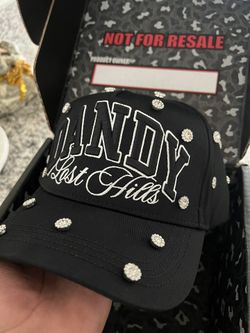 NOT FOR RESALE
PRODUCT OWNER:
DANDY
Lost Hills